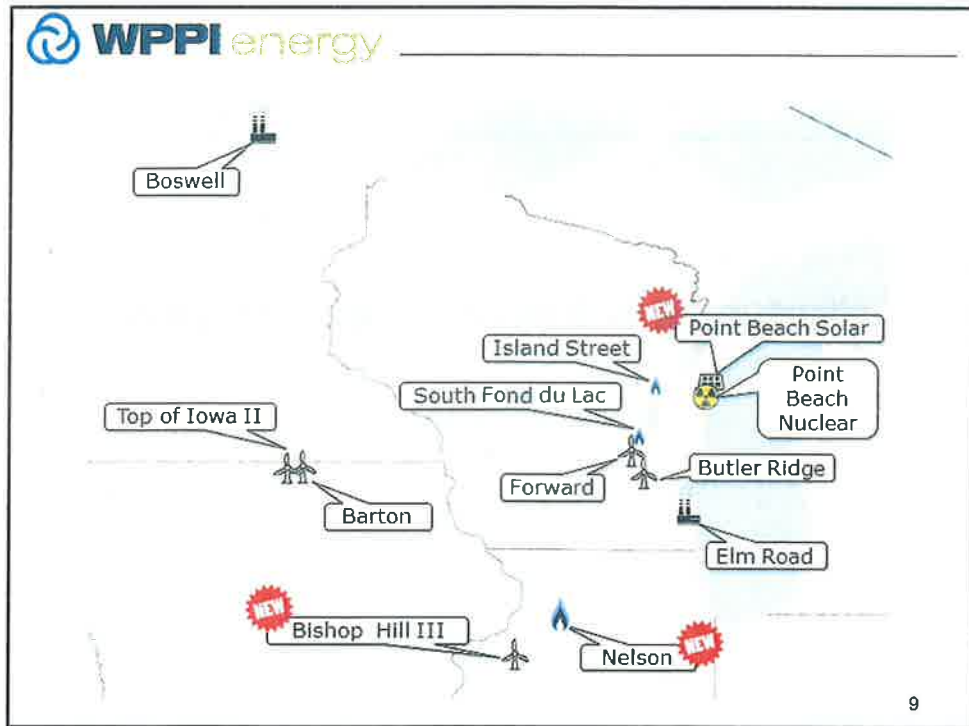 WPPI energy
Boswell
NEW
Point Beach Solar
Island Street
Point
Beach
Nuclear
South Fond du Lac
Top of Iowa II
Butler Ridge
Forward
Barton
Elm Road
NEW
Bishop Hill III
NEW
Nelson
9